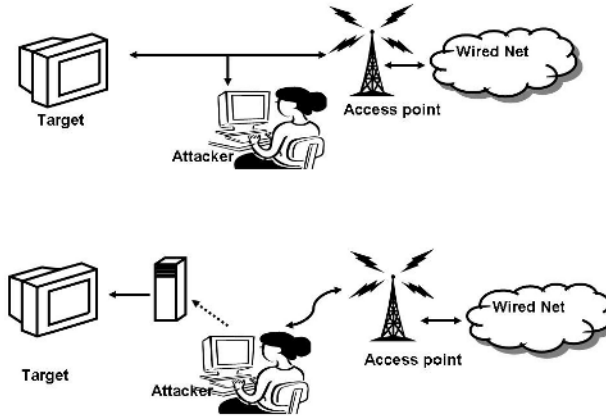 Wired Net
Target
Access point
Attacker
Wired Net
Target
Access point
Attacker